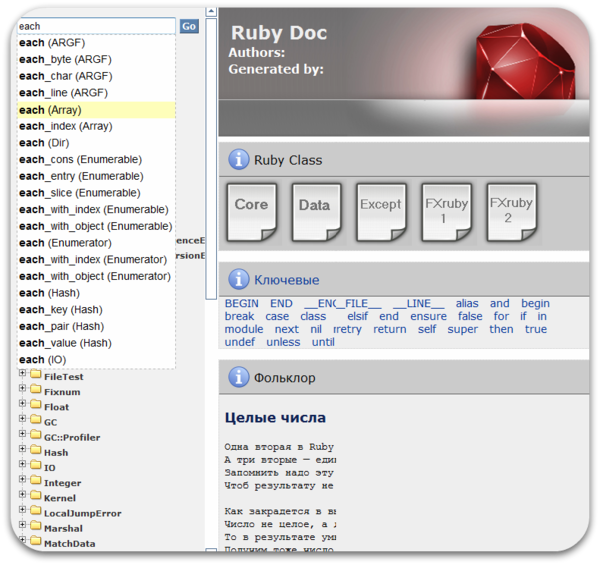 each
Go
each (ARGF)
each_byte (ARGF)
each_char (ARGF)
each_line (ARGF)
each (Array)
each_index (Array)
each (Dir)
each_cons (Enumerable)
each_entry (Enumerable)
each_slice (Enumerable)
each_with_index (Enumerable)
each_with_object (Enumerable)
each (Enumerator)
each_with_index (Enumerator)
each_with_object (Enumerator)
each (Hash)
each_key (Hash)
each_pair (Hash)
each_value (Hash)
each (IO)
FileTest
Fixnum
Float
GC
GC::Profiler
Hash
IO
Integer
Kernel
LocalJumpError
Marshal
MatchData
Ruby Doc
Authors:
Generated by:
Ruby Class
Core Data Except FXruby 1 FXruby 2
Ключевые
BEGIN END __ENC_FILE__ __LINE__ alias and begin
break case class elsif end ensure false for if in
module next nil rretry return self super then true
undef unless until
Фольклор
Целые числа
Одна вторая в Ruby
А три вторые —
Запомнить надо эту
Чтоб результату не
Как закрадется в
Число не целое, а
То в результате
Получим тоже число